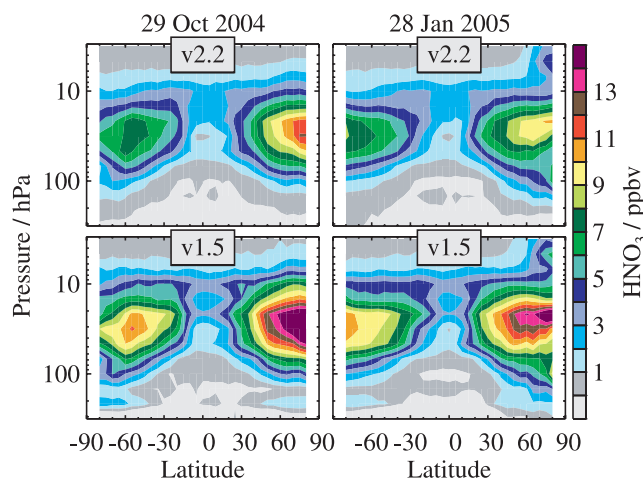 29 Oct 2004
28 Jan 2005
v2.2
v2.2
10
100
v1.5
v1.5
10
100
Pressure / hPa
-90 -60 -30 0 30 60 90
-60 -30 0 30 60 90
Latitude
Latitude
13
11
9
7
5
3
1
HNO₃ / ppbv